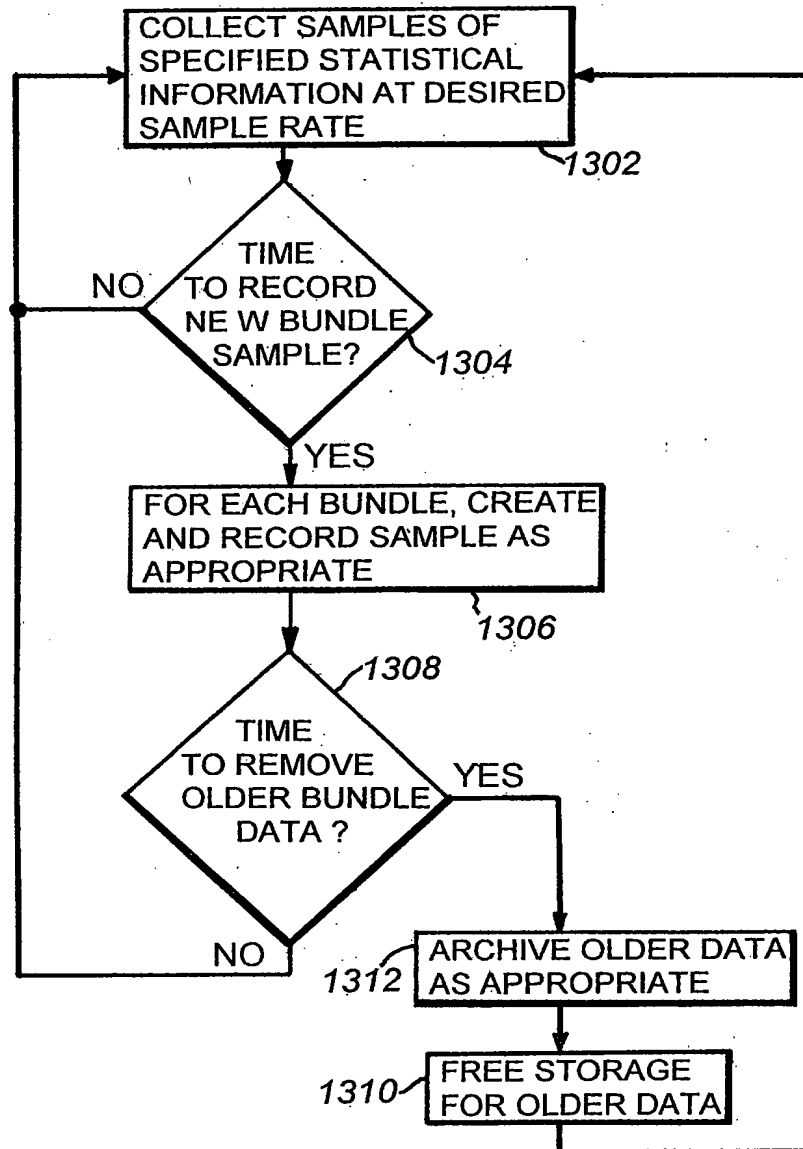 COLLECT SAMPLES OF
SPECIFIED STATISTICAL
INFORMATION AT DESIRED
SAMPLE RATE
1302
TIME
TO RECORD
NE W BUNDLE
SAMPLE?
NO
1304
YES
FOR EACH BUNDLE, CREATE
AND RECORD SAMPLE AS
APPROPRIATE
1306
1308
TIME
TO REMOVE
OLDER BUNDLE
DATA ?
YES
NO
1312
ARCHIVE OLDER DATA
AS APPROPRIATE
1310
FREE STORAGE
FOR OLDER DATA